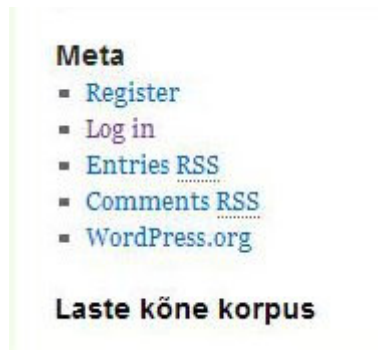 Meta
Register
Log in
Entries RSS
Comments RSS
WordPress.org
Laste kõne korpus